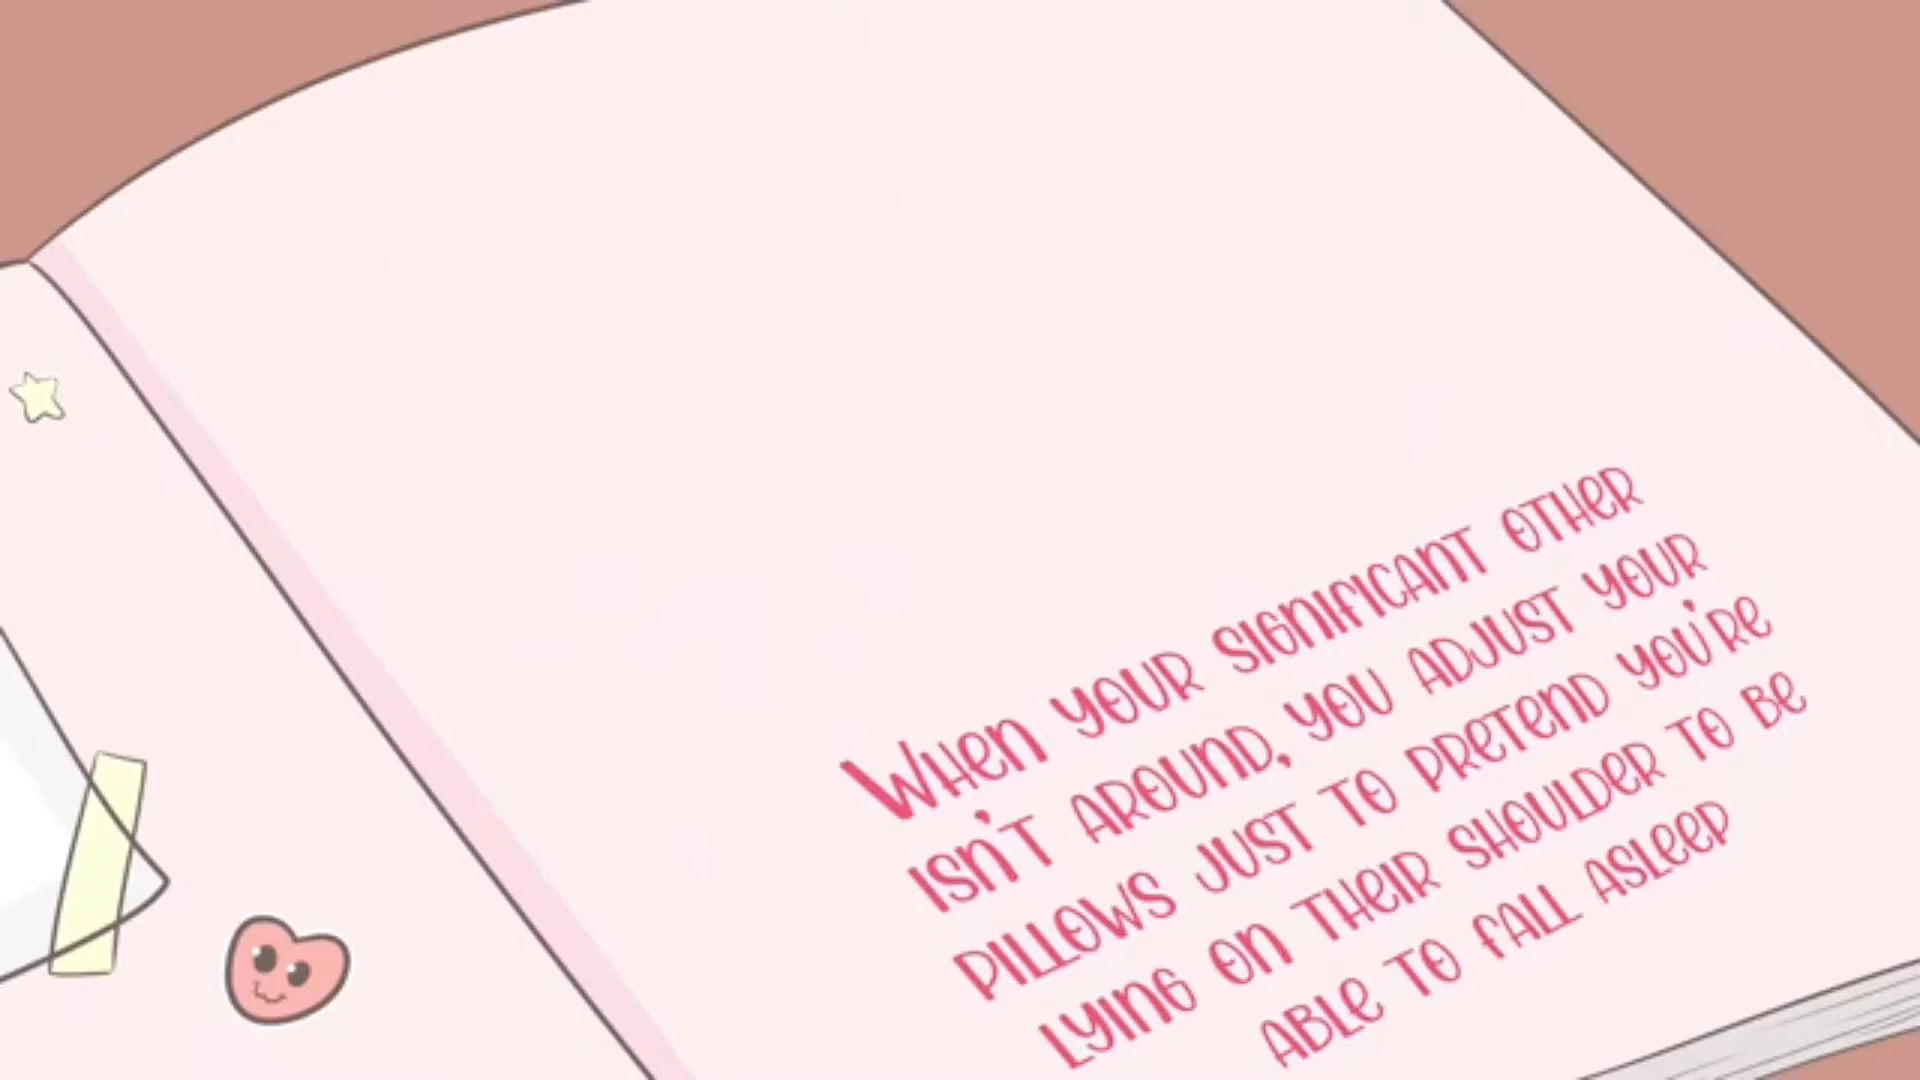 When your significant other
isn't around, you adjust your
pillows just to pretend you're
lying on their shoulder to be
able to fall asleep